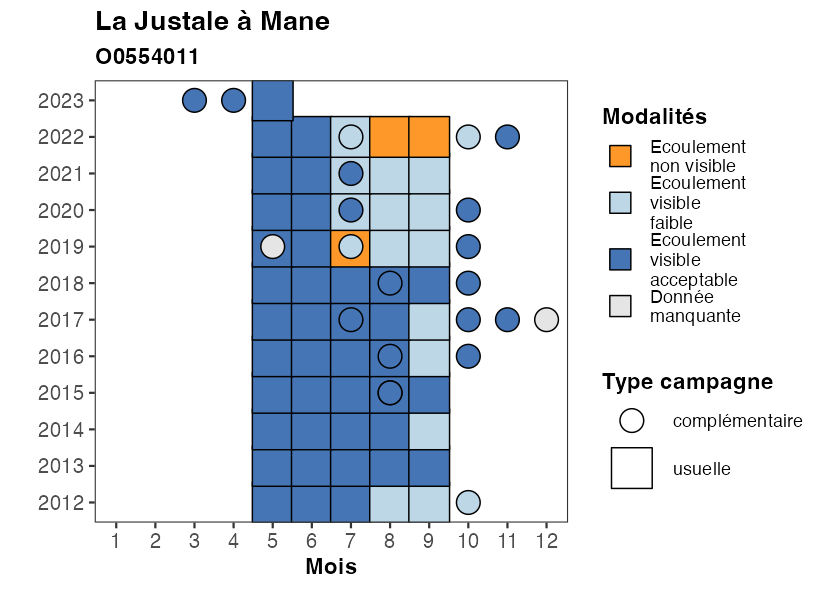 La Justale à Mane
O0554011
2023
2022
2021
2020
2019
2018
2017
2016
2015
2014
2013
2012
1 2 3 4 5 6 7 8 9 10 11 12
Mois
Modalités
Ecoulement
non visible
Ecoulement
visible
faible
Ecoulement
visible
acceptable
Donnée
manquante
Type campagne
complémentaire
usuelle